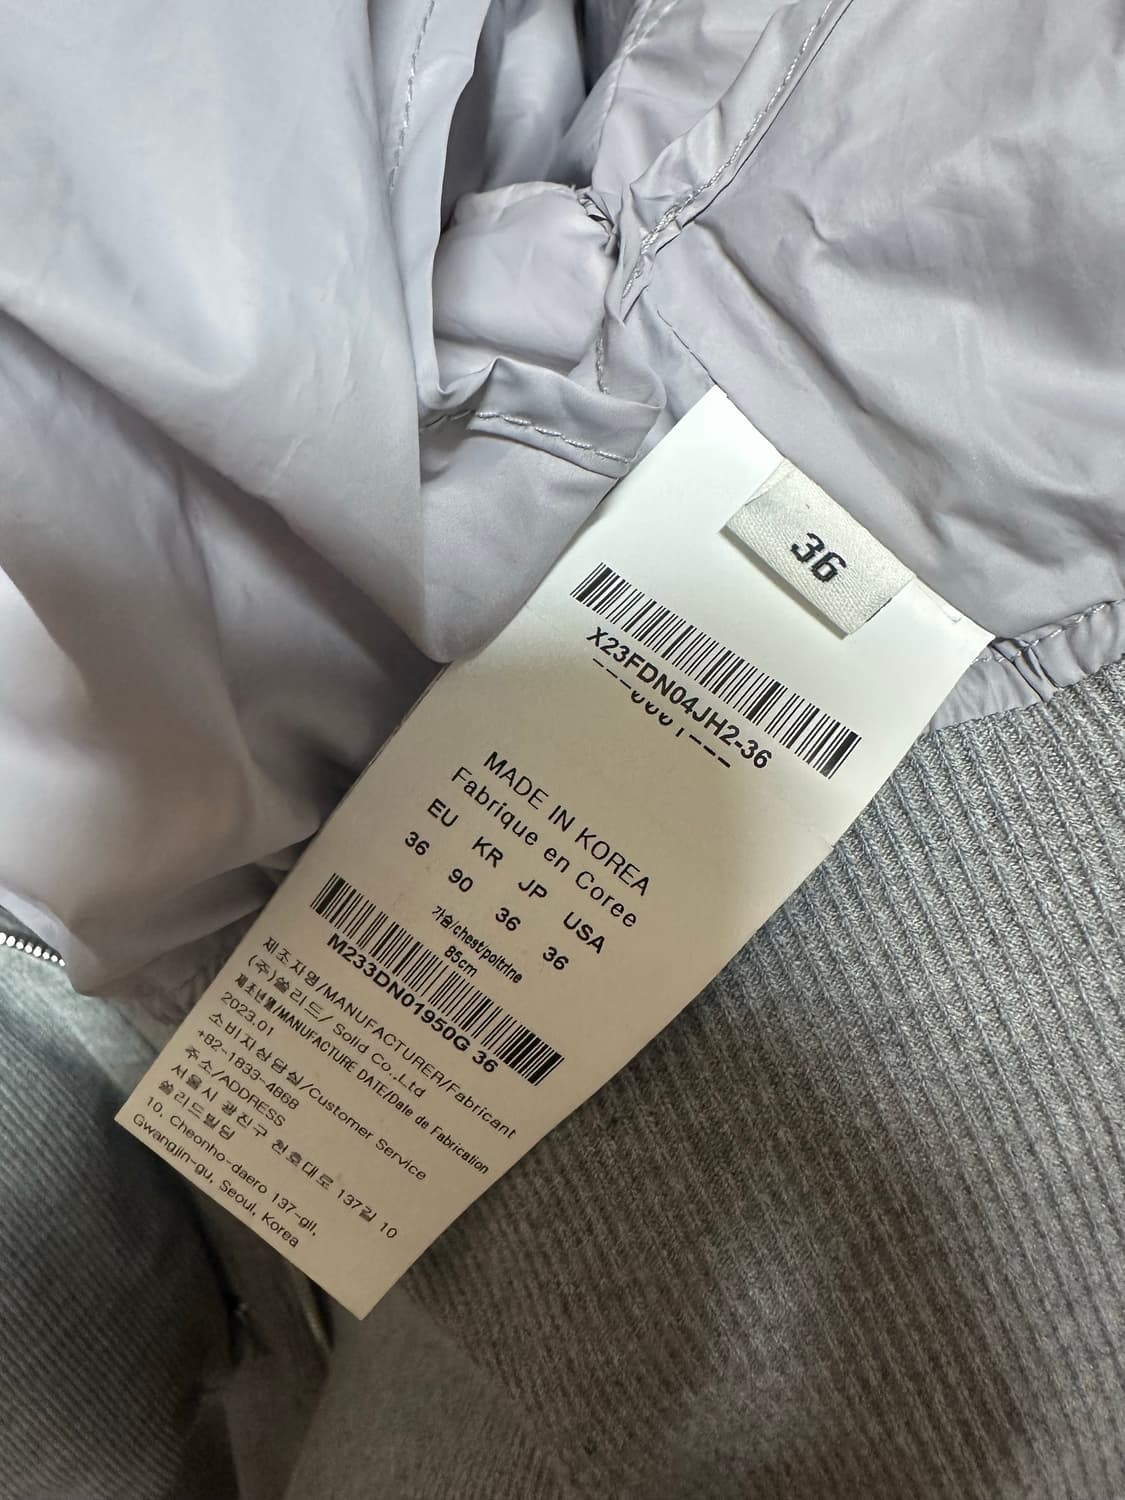 36
X23FDN04JH2-36
MADE IN KOREA
Fabrique en Coree
EU KR JP USA
36 90 36 36
가슴/chest/poitrine
85cm
M233DN01950G 36
제조자명/MANUFACTURER/Fabricant
(주)쏠리드/ Solid Co.,Ltd
제조년월/MANUFACTURE DATE/Date de Fabrication
2023.01
소비자상담실/Customer Service
+82-1833-4868
주소/ADDRESS
서울시 광진구 천호대로 137길 10
쏠리드빌딩
10, Cheonho-daero 137-gil,
Gwangjin-gu, Seoul, Korea